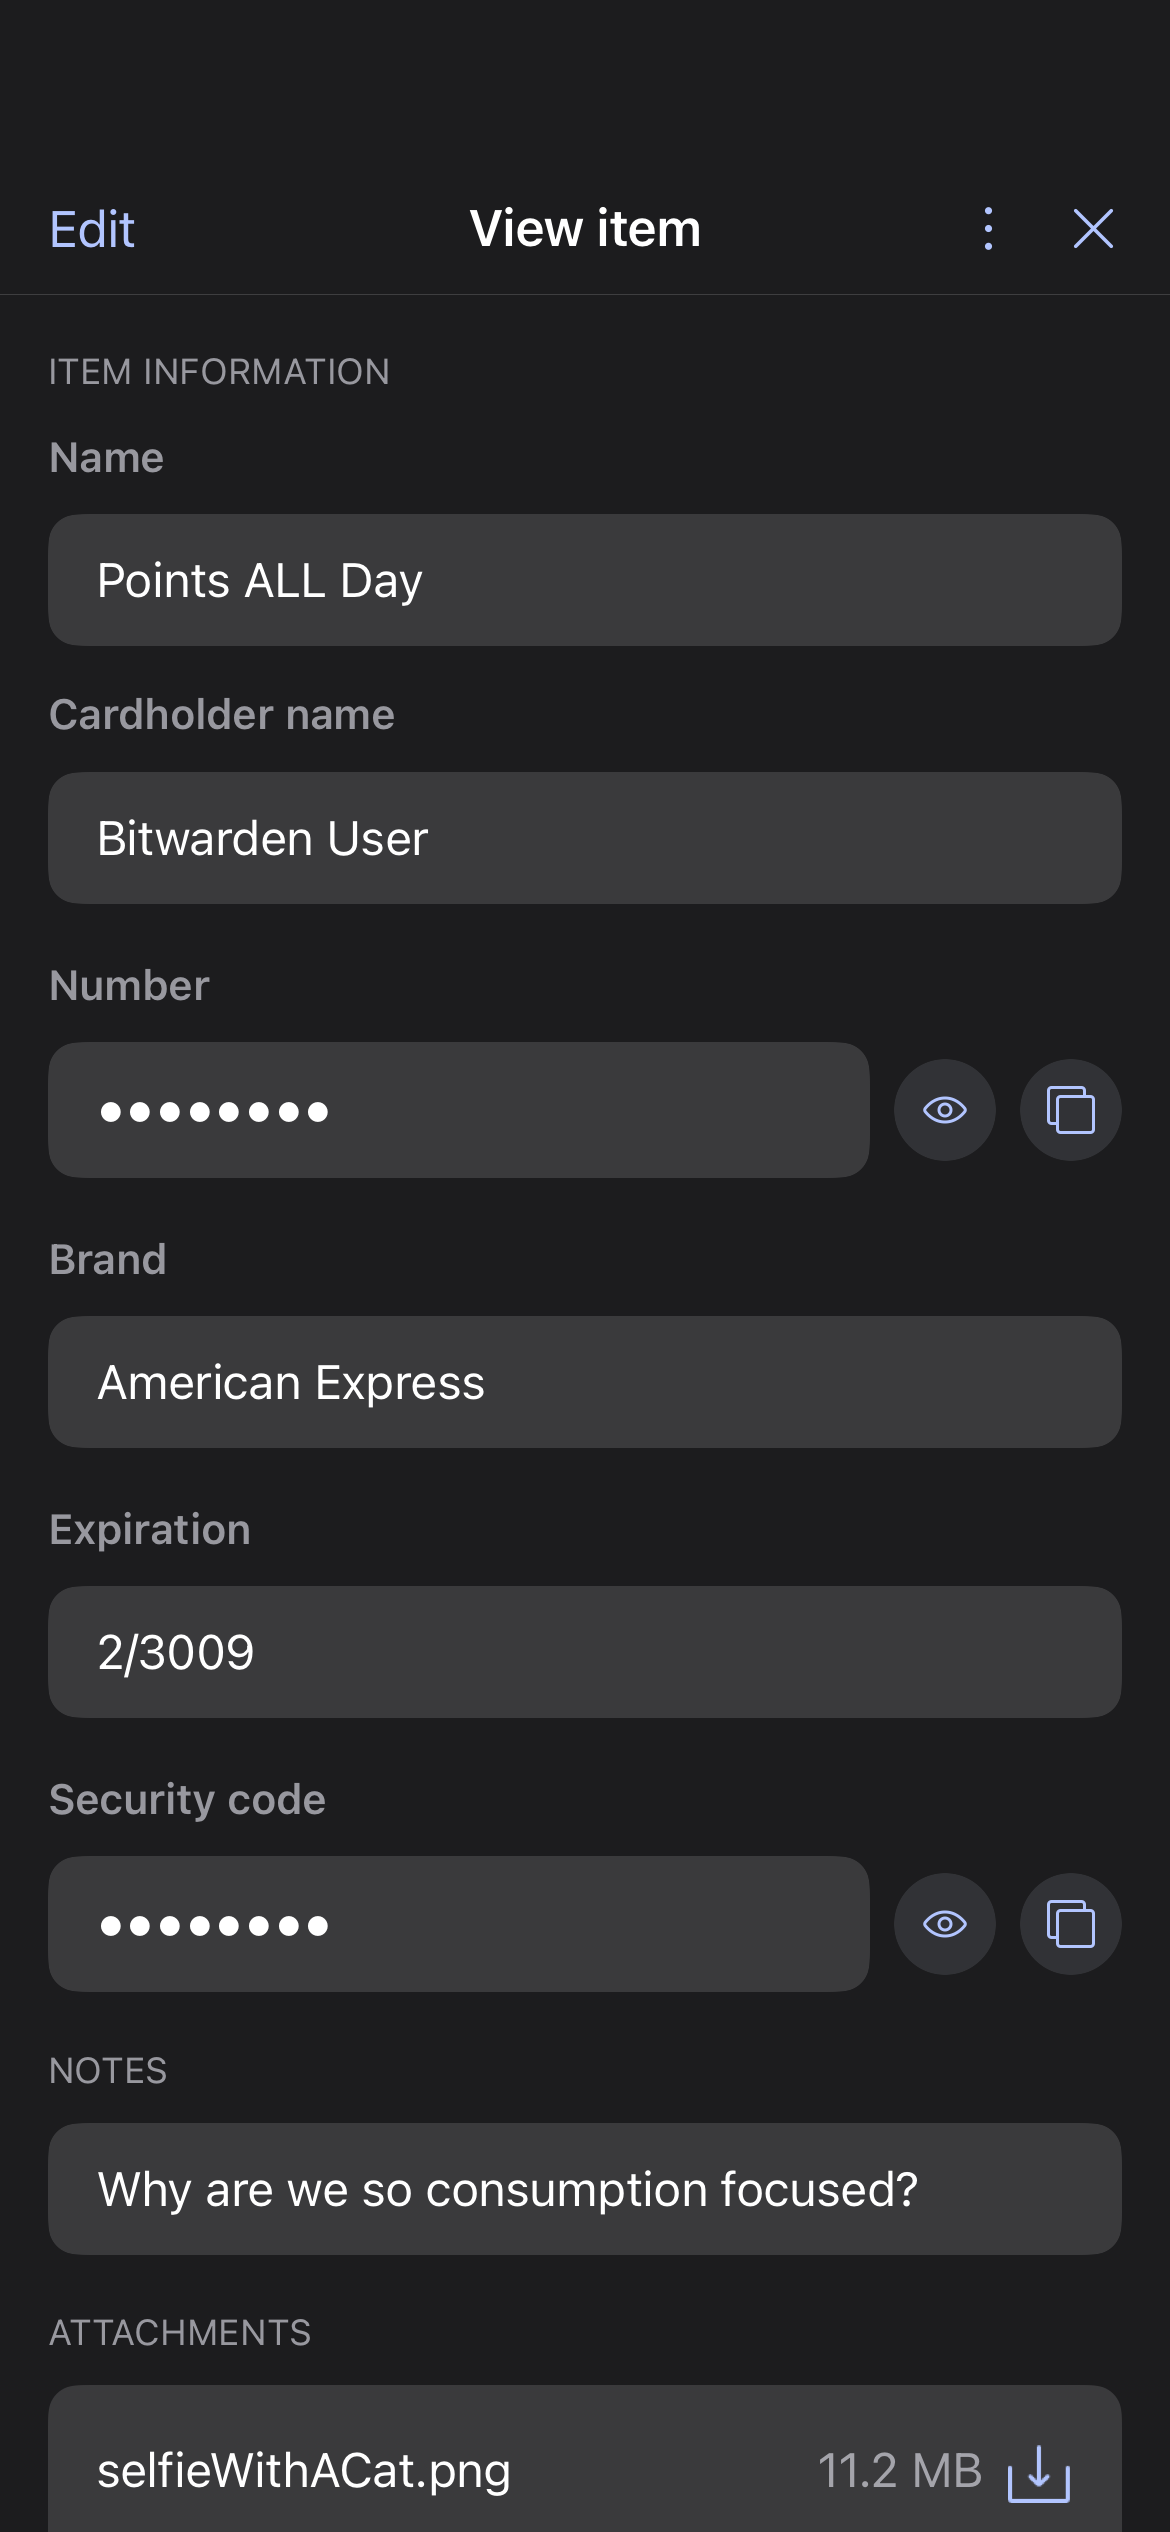 Edit
View item
ITEM INFORMATION
Name
Points ALL Day
Cardholder name
Bitwarden User
Number
••••••••
Brand
American Express
Expiration
2/3009
Security code
••••••••
NOTES
Why are we so consumption focused?
ATTACHMENTS
selfieWithACat.png 11.2 MB